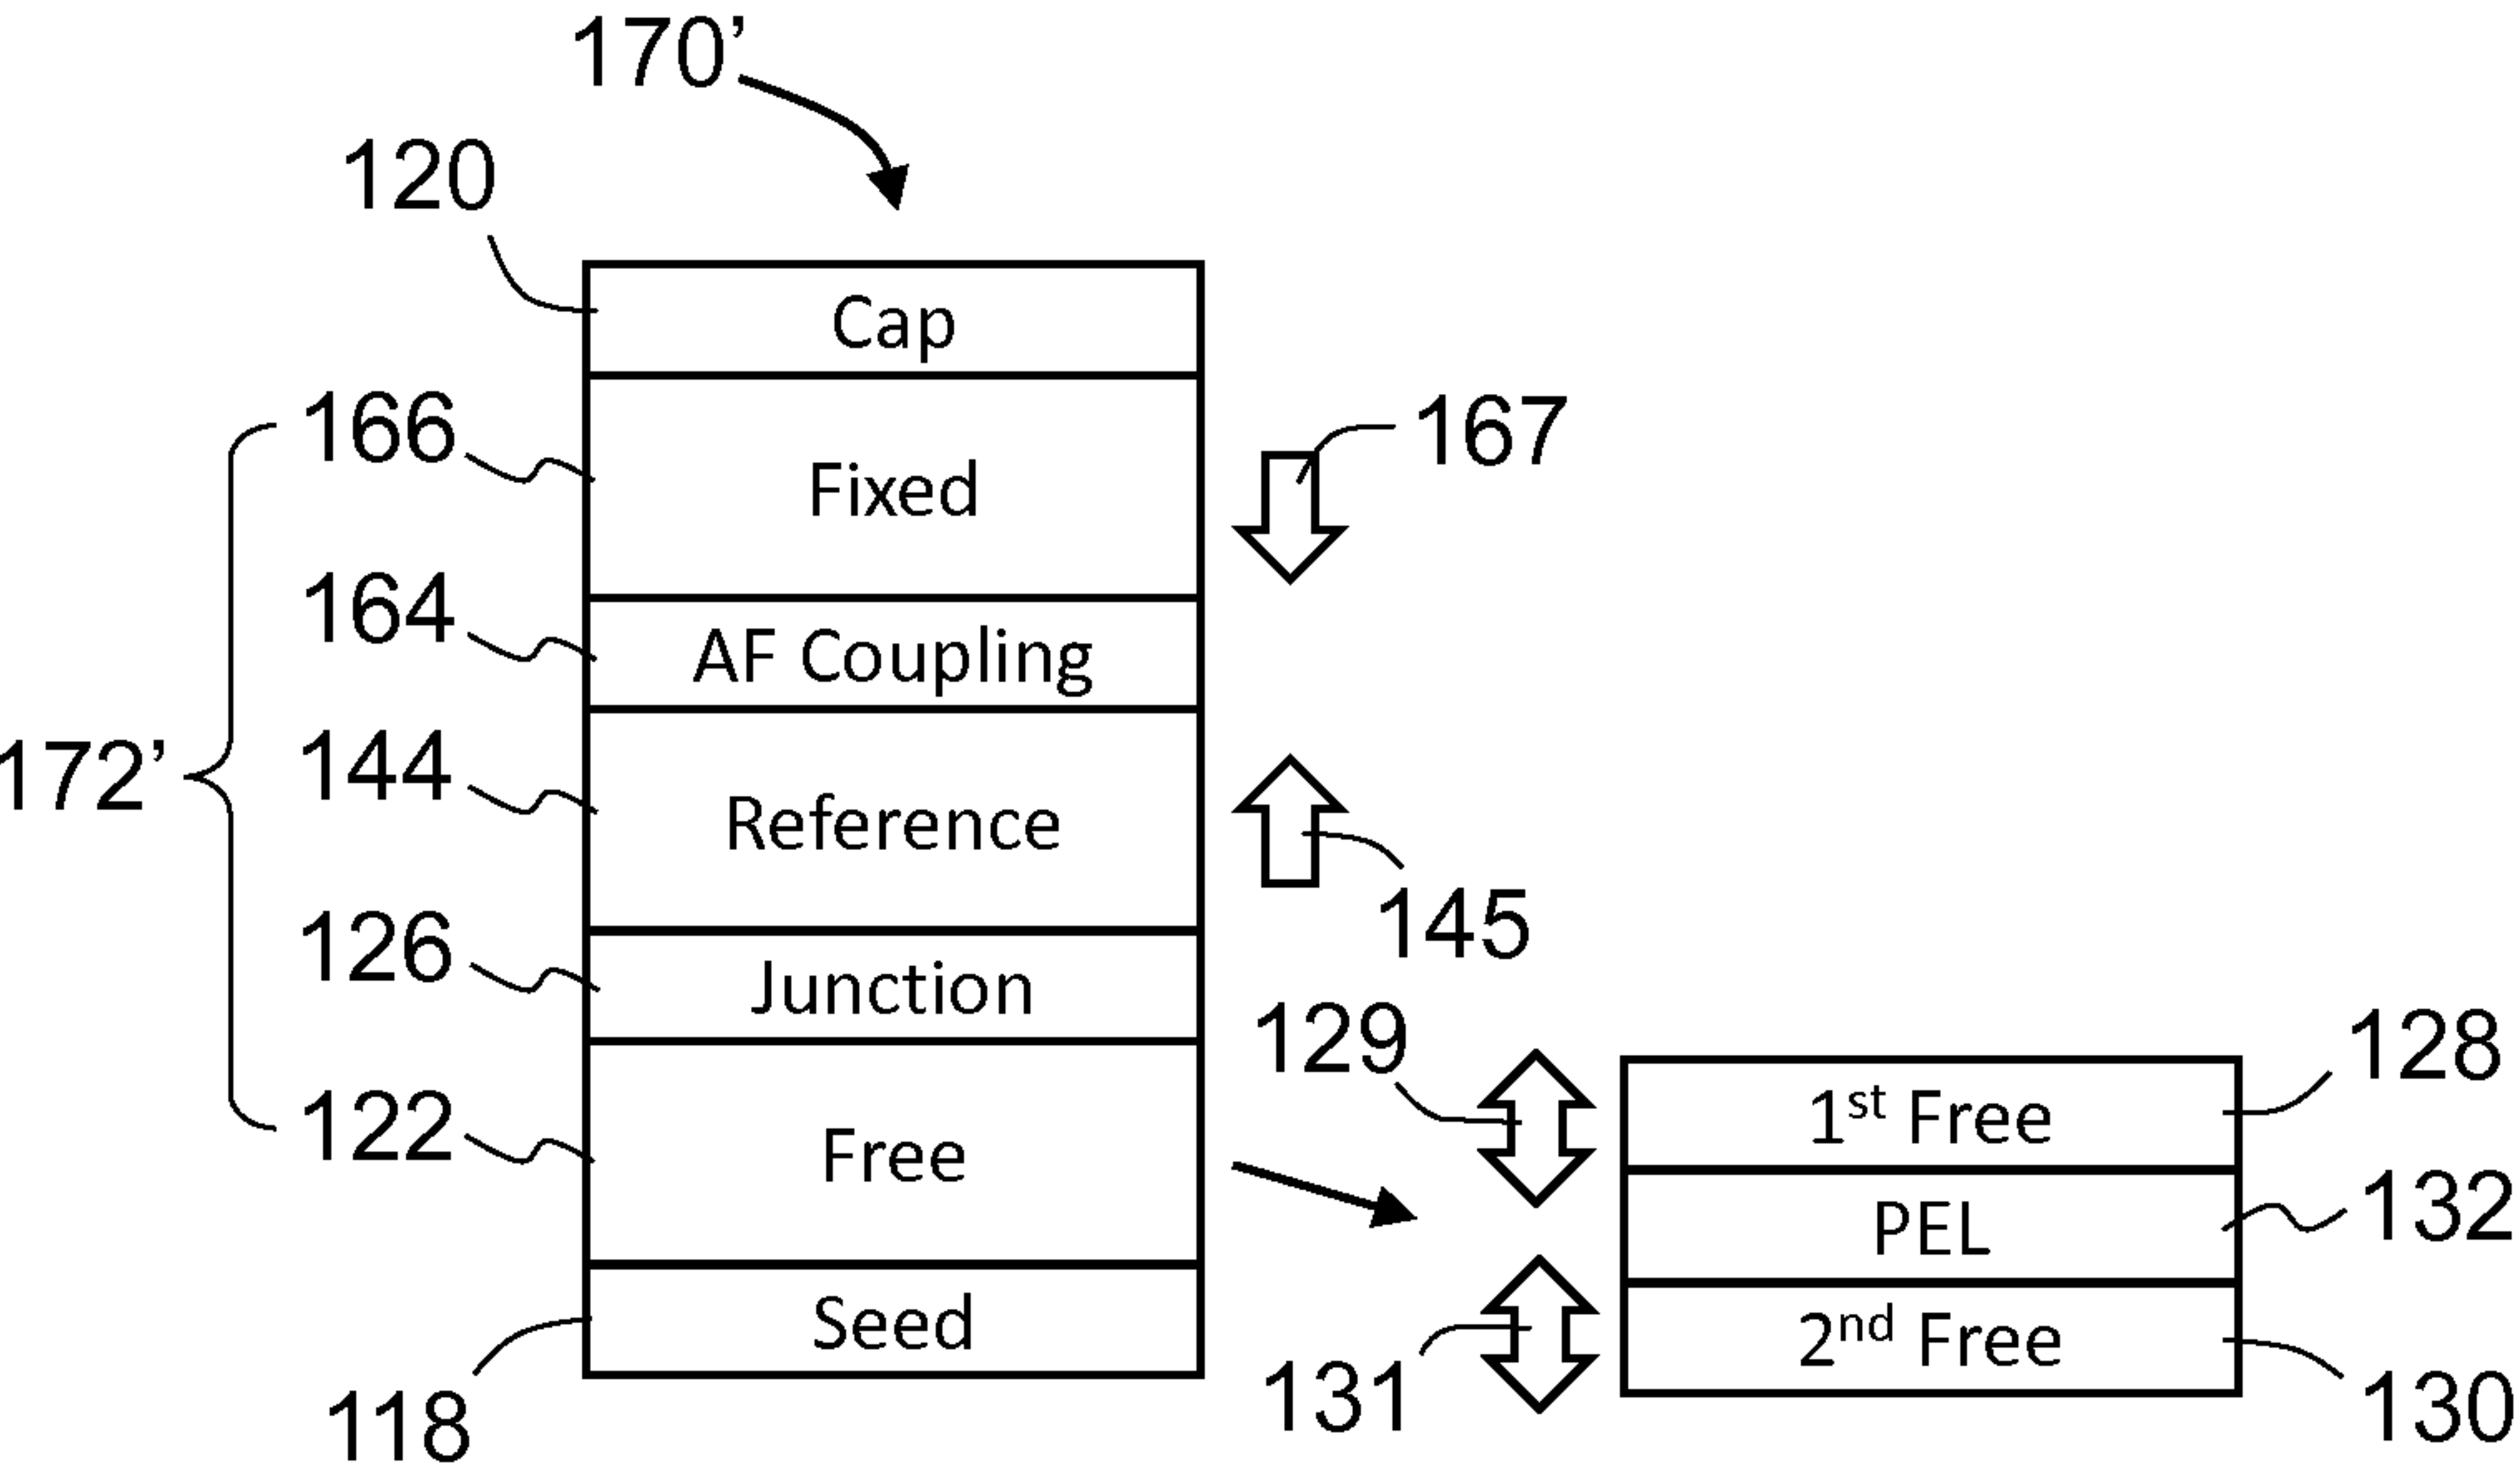 170’
120
Cap
166
Fixed
167
164
AF Coupling
172’
144
Reference
145
126
Junction
129
128
1st Free
122
Free
132
PEL
131
2nd Free
130
Seed
118